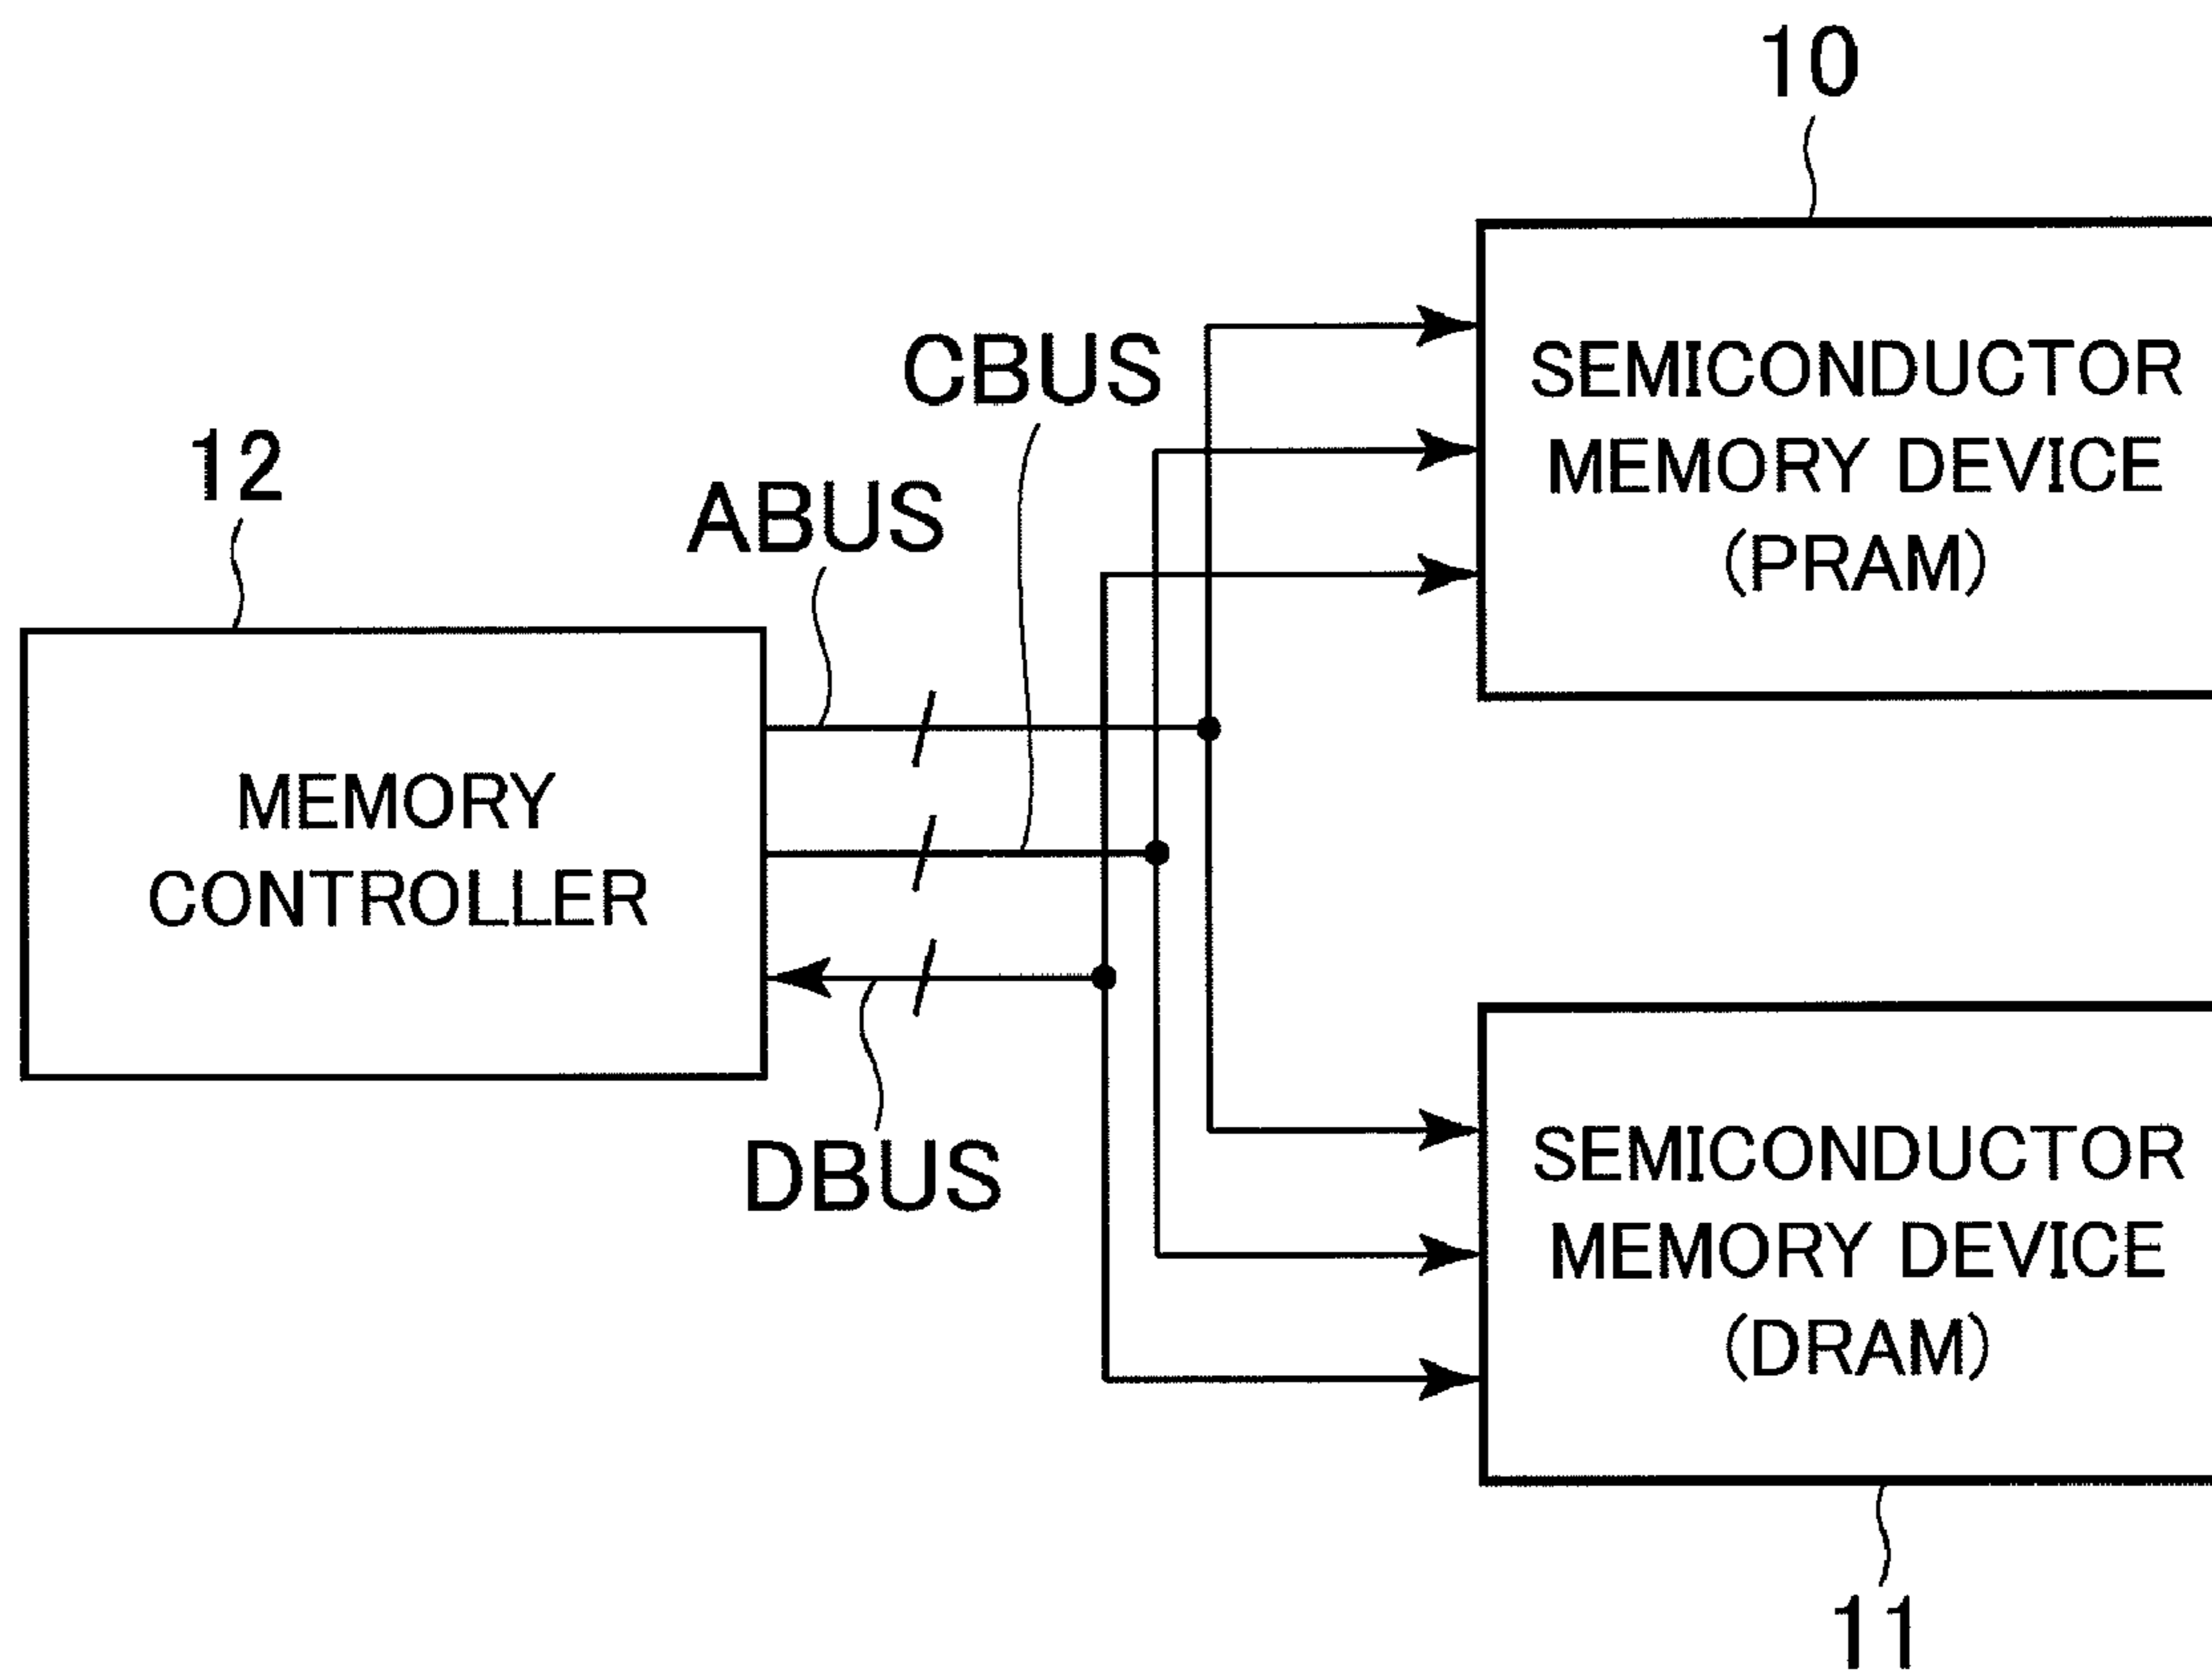 10
CBUS
SEMICONDUCTOR
MEMORY DEVICE
(PRAM)
12
ABUS
MEMORY
CONTROLLER
DBUS
SEMICONDUCTOR
MEMORY DEVICE
(DRAM)
11